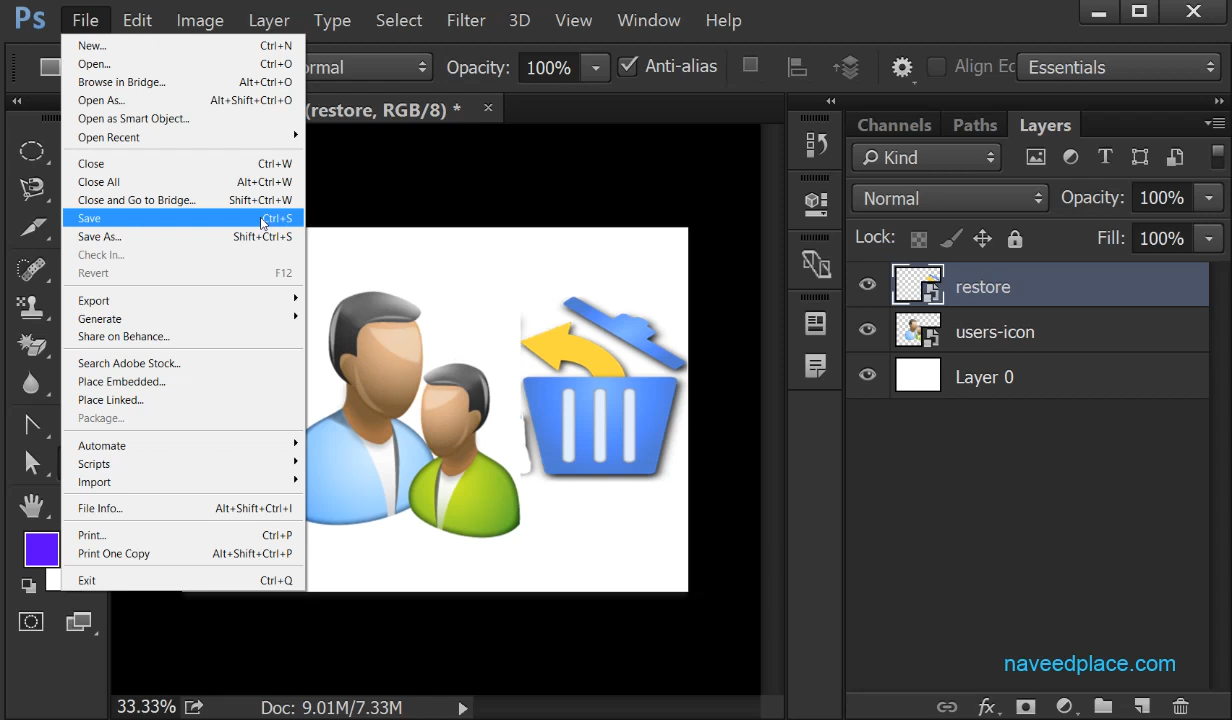 Ps File Edit Image Layer Type Select Filter 3D View Window Help
rmal Opacity: 100% Anti-alias Align Ed Essentials
(restore, RGB/8) *
New... Ctrl+N
Open... Ctrl+O
Browse in Bridge... Alt+Ctrl+O
Open As... Alt+Shift+Ctrl+O
Open as Smart Object...
Open Recent
Close Ctrl+W
Close All Alt+Ctrl+W
Close and Go to Bridge... Shift+Ctrl+W
Save Ctrl+S
Save As... Shift+Ctrl+S
Check In...
Revert F12
Export
Generate
Share on Behance...
Search Adobe Stock...
Place Embedded...
Place Linked...
Package...
Automate
Scripts
Import
File Info... Alt+Shift+Ctrl+I
Print... Ctrl+P
Print One Copy Alt+Shift+Ctrl+P
Exit Ctrl+Q
Channels Paths Layers
Kind
Normal Opacity: 100%
Lock: Fill: 100%
restore
users-icon
Layer 0
naveedplace.com
33.33% Doc: 9.01M/7.33M
fx